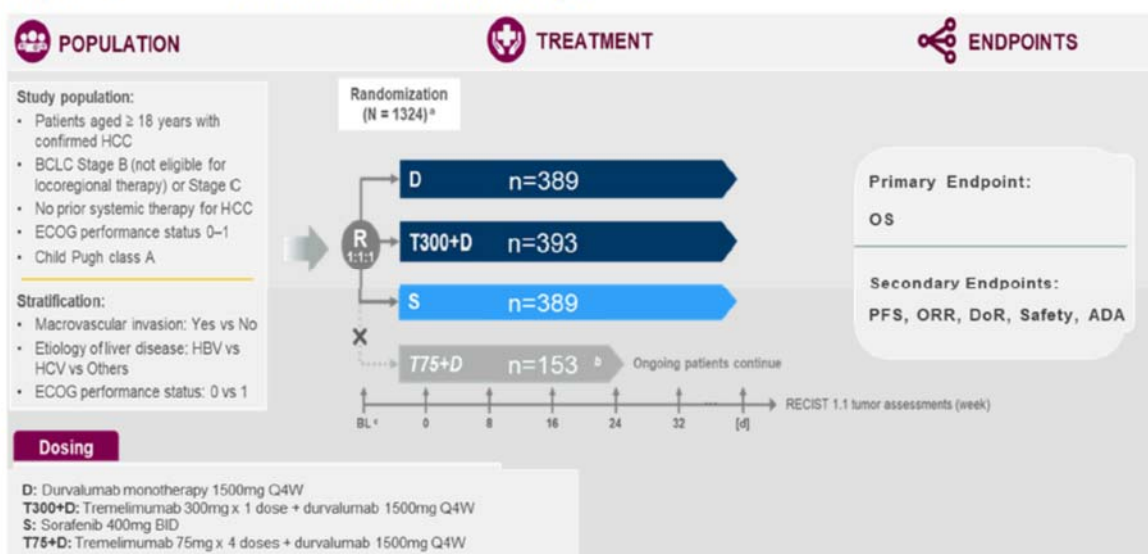 POPULATION
TREATMENT
ENDPOINTS
Study population:
• Patients aged ≥ 18 years with
confirmed HCC
• BCLC Stage B (not eligible for
locoregional therapy) or Stage C
• No prior systemic therapy for HCC
• ECOG performance status 0–1
• Child Pugh class A
Stratification:
• Macrovascular invasion: Yes vs No
• Etiology of liver disease: HBV vs
HCV vs Others
• ECOG performance status: 0 vs 1
Randomization
(N = 1324) a
R
1:1:1
D n=389
T300+D n=393
S n=389
X
T75+D n=153 b Ongoing patients continue
BL c 0 8 16 24 32 ... [d] RECIST 1.1 tumor assessments (week)
Primary Endpoint:
OS
Secondary Endpoints:
PFS, ORR, DoR, Safety, ADA
Dosing
D: Durvalumab monotherapy 1500mg Q4W
T300+D: Tremelimumab 300mg x 1 dose + durvalumab 1500mg Q4W
S: Sorafenib 400mg BID
T75+D: Tremelimumab 75mg x 4 doses + durvalumab 1500mg Q4W